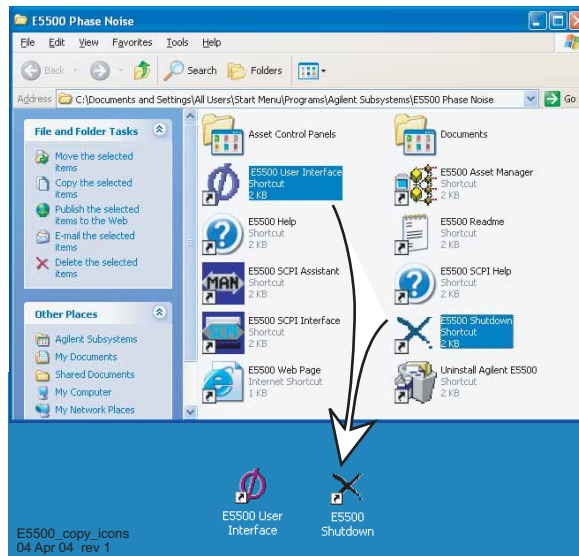 E5500 Phase Noise
File Edit View Favorites Tools Help
Back Search Folders
Address C:\Documents and Settings\All Users\Start Menu\Programs\Agilent Subsystems\E5500 Phase Noise Go
File and Folder Tasks
Move the selected
items
Copy the selected
items
Publish the selected
items to the Web
E-mail the selected
items
Delete the selected
items
Other Places
Agilent Subsystems
My Documents
Shared Documents
My Computer
My Network Places
Asset Control Panels
Documents
E5500 User Interface
Shortcut
2 KB
E5500 Asset Manager
Shortcut
2 KB
E5500 Help
Shortcut
2 KB
E5500 Readme
Shortcut
2 KB
MAN
E5500 SCPI Assistant
Shortcut
2 KB
E5500 SCPI Help
Shortcut
2 KB
SCPI
E5500 SCPI Interface
Shortcut
2 KB
E5500 Shutdown
Shortcut
2 KB
E5500 Web Page
Internet Shortcut
1 KB
Uninstall Agilent E5500
Shortcut
2 KB
E5500 User
Interface
E5500
Shutdown
E5500_copy_icons
04 Apr 04 rev 1